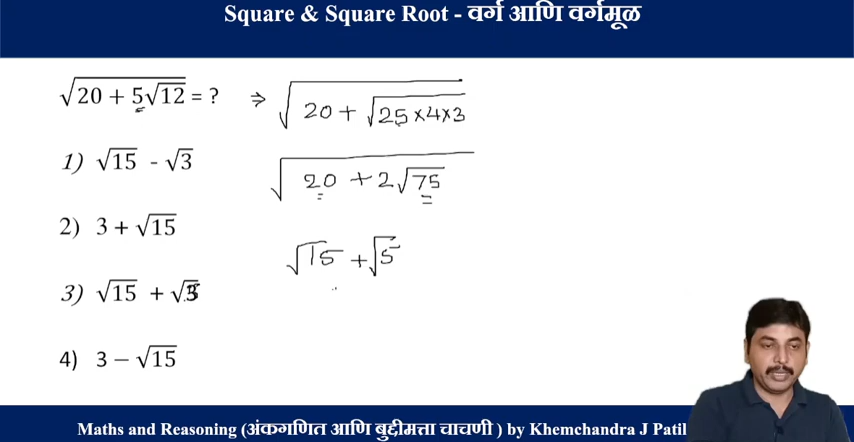 Square & Square Root - वर्ग आणि वर्गमूळ
√(20 + 5√12) = ? ⇒ √(20 + √(25×4×3))
1) √15 - √3
√(20 + 2√75)
2) 3 + √15
√15 + √5
3) √15 + √3
4) 3 – √15
Maths and Reasoning (अंकगणित आणि बुद्दीमत्ता चाचणी ) by Khemchandra J Patil